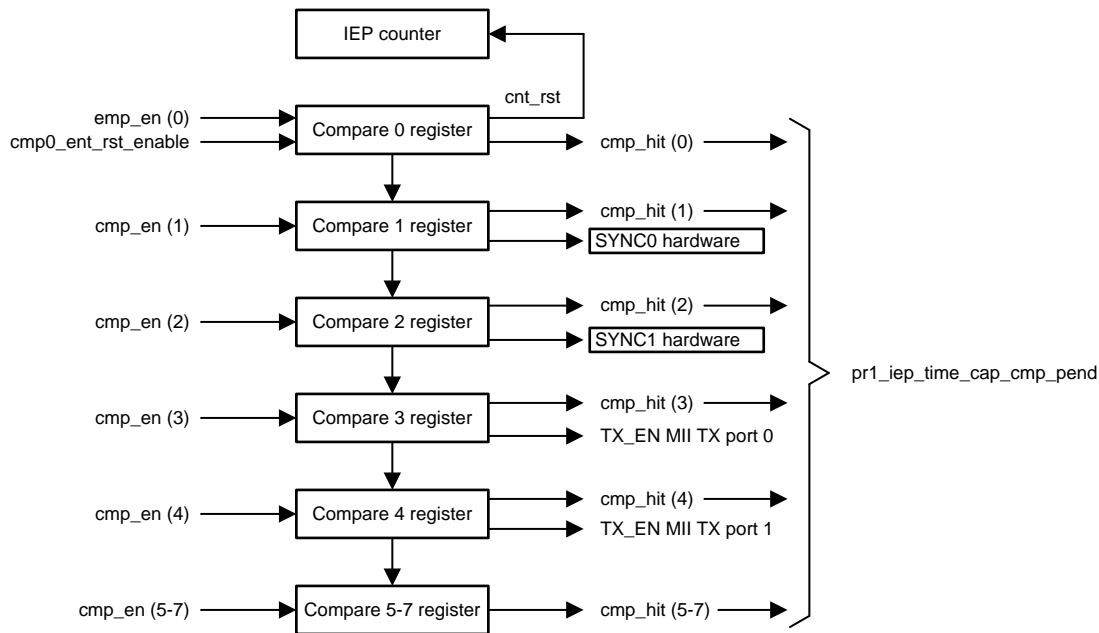 IEP counter
cnt_rst
emp_en (0)
cmp0_ent_rst_enable
Compare 0 register
cmp_hit (0)
cmp_en (1)
Compare 1 register
cmp_hit (1)
SYNC0 hardware
cmp_en (2)
Compare 2 register
cmp_hit (2)
SYNC1 hardware
pr1_iep_time_cap_cmp_pend
cmp_en (3)
Compare 3 register
cmp_hit (3)
TX_EN MII TX port 0
cmp_en (4)
Compare 4 register
cmp_hit (4)
TX_EN MII TX port 1
cmp_en (5-7)
Compare 5-7 register
cmp_hit (5-7)